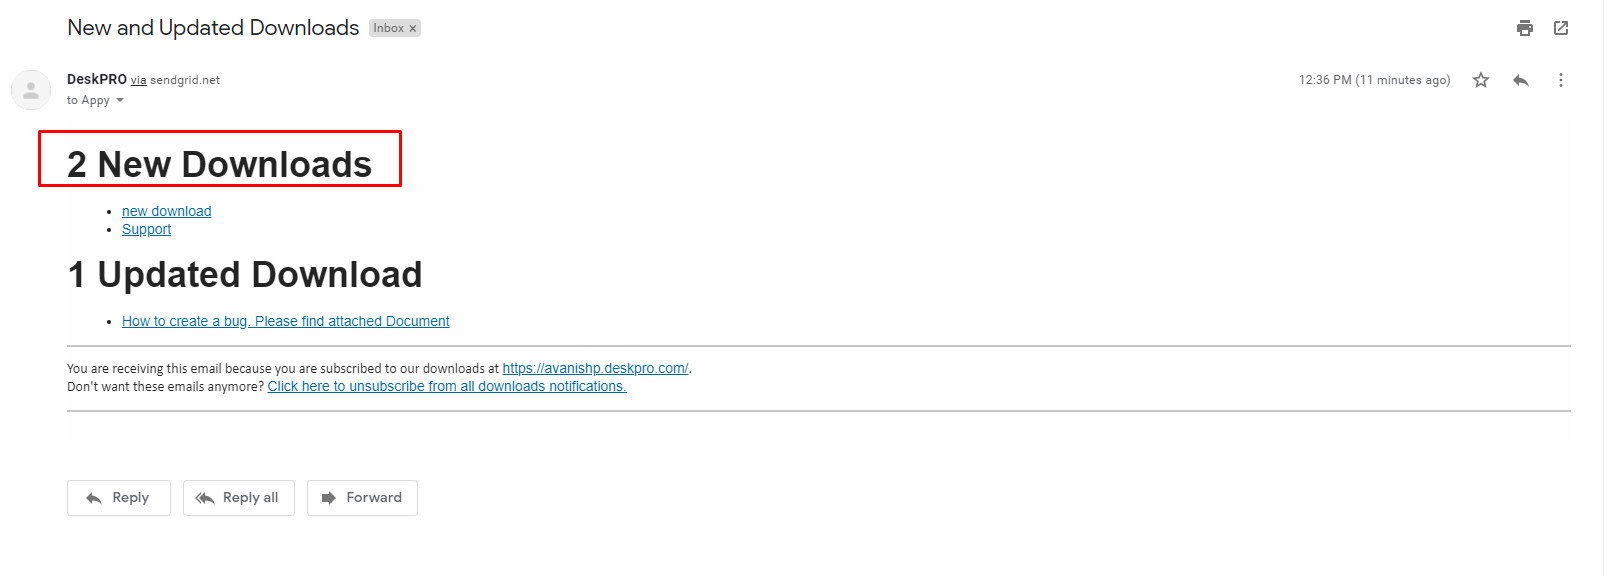 New and Updated Downloads Inbox ×
DeskPRO via sendgrid.net 12:36 PM (11 minutes ago)
to Appy
2 New Downloads
• new download
• Support
1 Updated Download
• How to create a bug. Please find attached Document
You are receiving this email because you are subscribed to our downloads at https://avanishp.deskpro.com/.
Don't want these emails anymore? Click here to unsubscribe from all downloads notifications.
Reply Reply all Forward